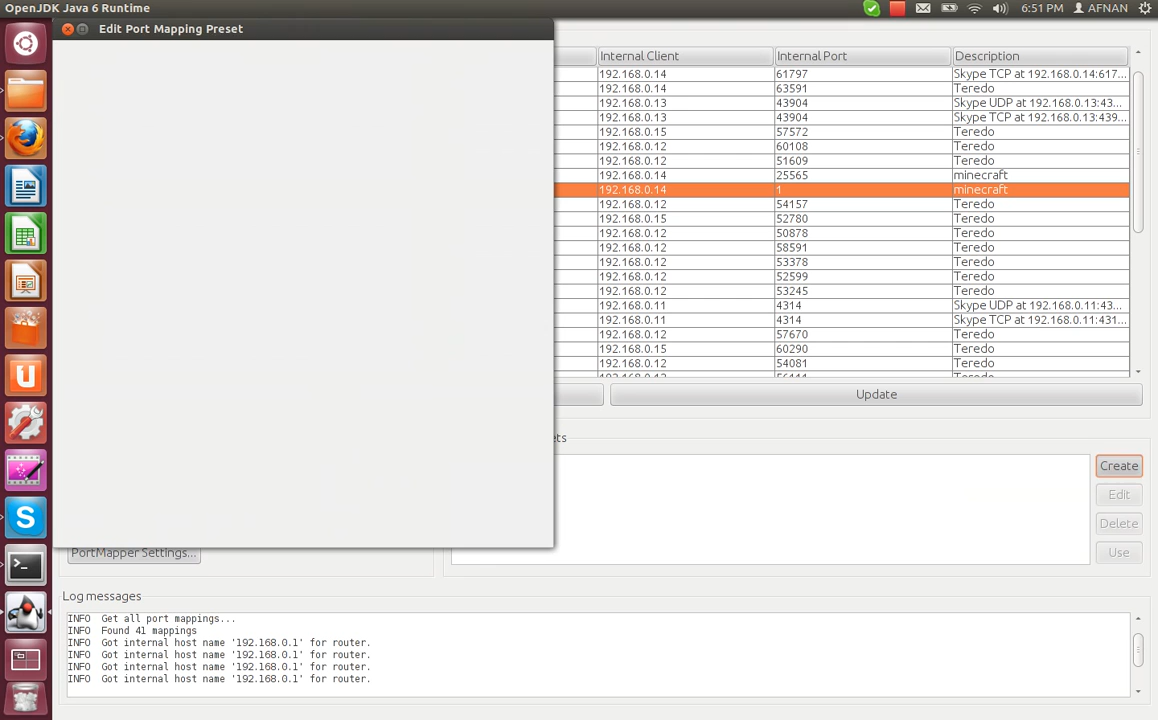 OpenJDK Java 6 Runtime
6:51 PM
AFNAN
Edit Port Mapping Preset
Internal Client Internal Port Description
192.168.0.14 61797 Skype TCP at 192.168.0.14:617...
192.168.0.14 63591 Teredo
192.168.0.13 43904 Skype UDP at 192.168.0.13:43...
192.168.0.13 43904 Skype TCP at 192.168.0.13:439...
192.168.0.15 57572 Teredo
192.168.0.12 60108 Teredo
192.168.0.12 51609 Teredo
192.168.0.14 25565 minecraft
192.168.0.14 1 minecraft
192.168.0.12 54157 Teredo
192.168.0.15 52780 Teredo
192.168.0.12 50878 Teredo
192.168.0.12 58591 Teredo
192.168.0.12 53378 Teredo
192.168.0.12 52599 Teredo
192.168.0.12 53245 Teredo
192.168.0.11 4314 Skype UDP at 192.168.0.11:43...
192.168.0.11 4314 Skype TCP at 192.168.0.11:431...
192.168.0.12 57670 Teredo
192.168.0.15 60290 Teredo
192.168.0.12 54081 Teredo
Update
ets
Create
Edit
Delete
Use
PortMapper Settings...
Log messages
INFO Get all port mappings...
INFO Found 41 mappings
INFO Got internal host name '192.168.0.1' for router.
INFO Got internal host name '192.168.0.1' for router.
INFO Got internal host name '192.168.0.1' for router.
INFO Got internal host name '192.168.0.1' for router.